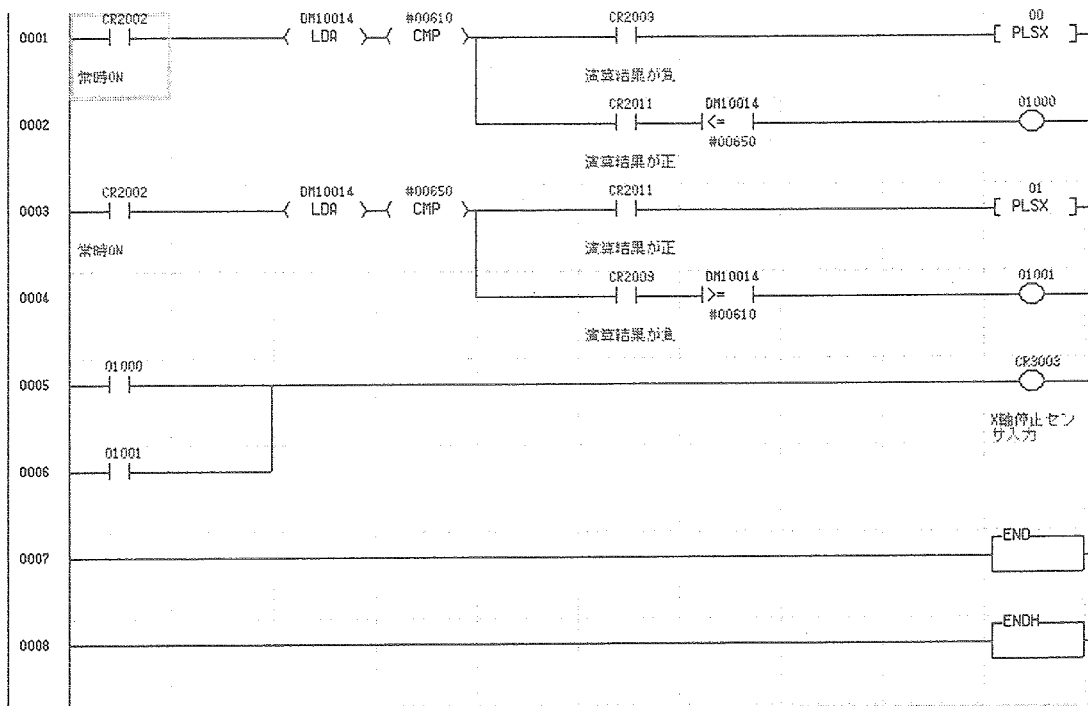 CR2002 DM10014 #00610 CR2009 00
0001 LDA CMP PLSX
常時ON 演算結果が負
CR2011 DM10014 01000
0002 <=
#00650
演算結果が正
CR2002 DM10014 #00650 CR2011 01
0003 LDA CMP PLSX
常時ON 演算結果が正
CR2009 DM10014 01001
0004 >=
#00610
演算結果が負
01000 CR3003
0005
X軸停止セン
サ入力
01001
0006
END
0007
ENDH
0008